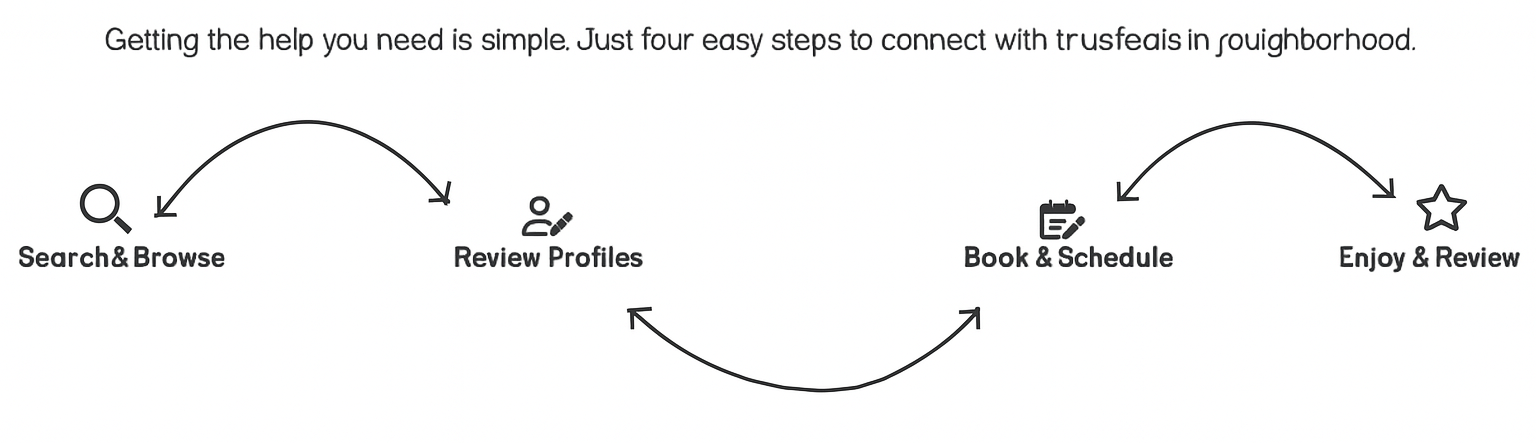 Getting the help you need is simple. Just four easy steps to connect with trusfeais in rouighborhood.
Search & Browse
Review Profiles
Book & Schedule
Enjoy & Review